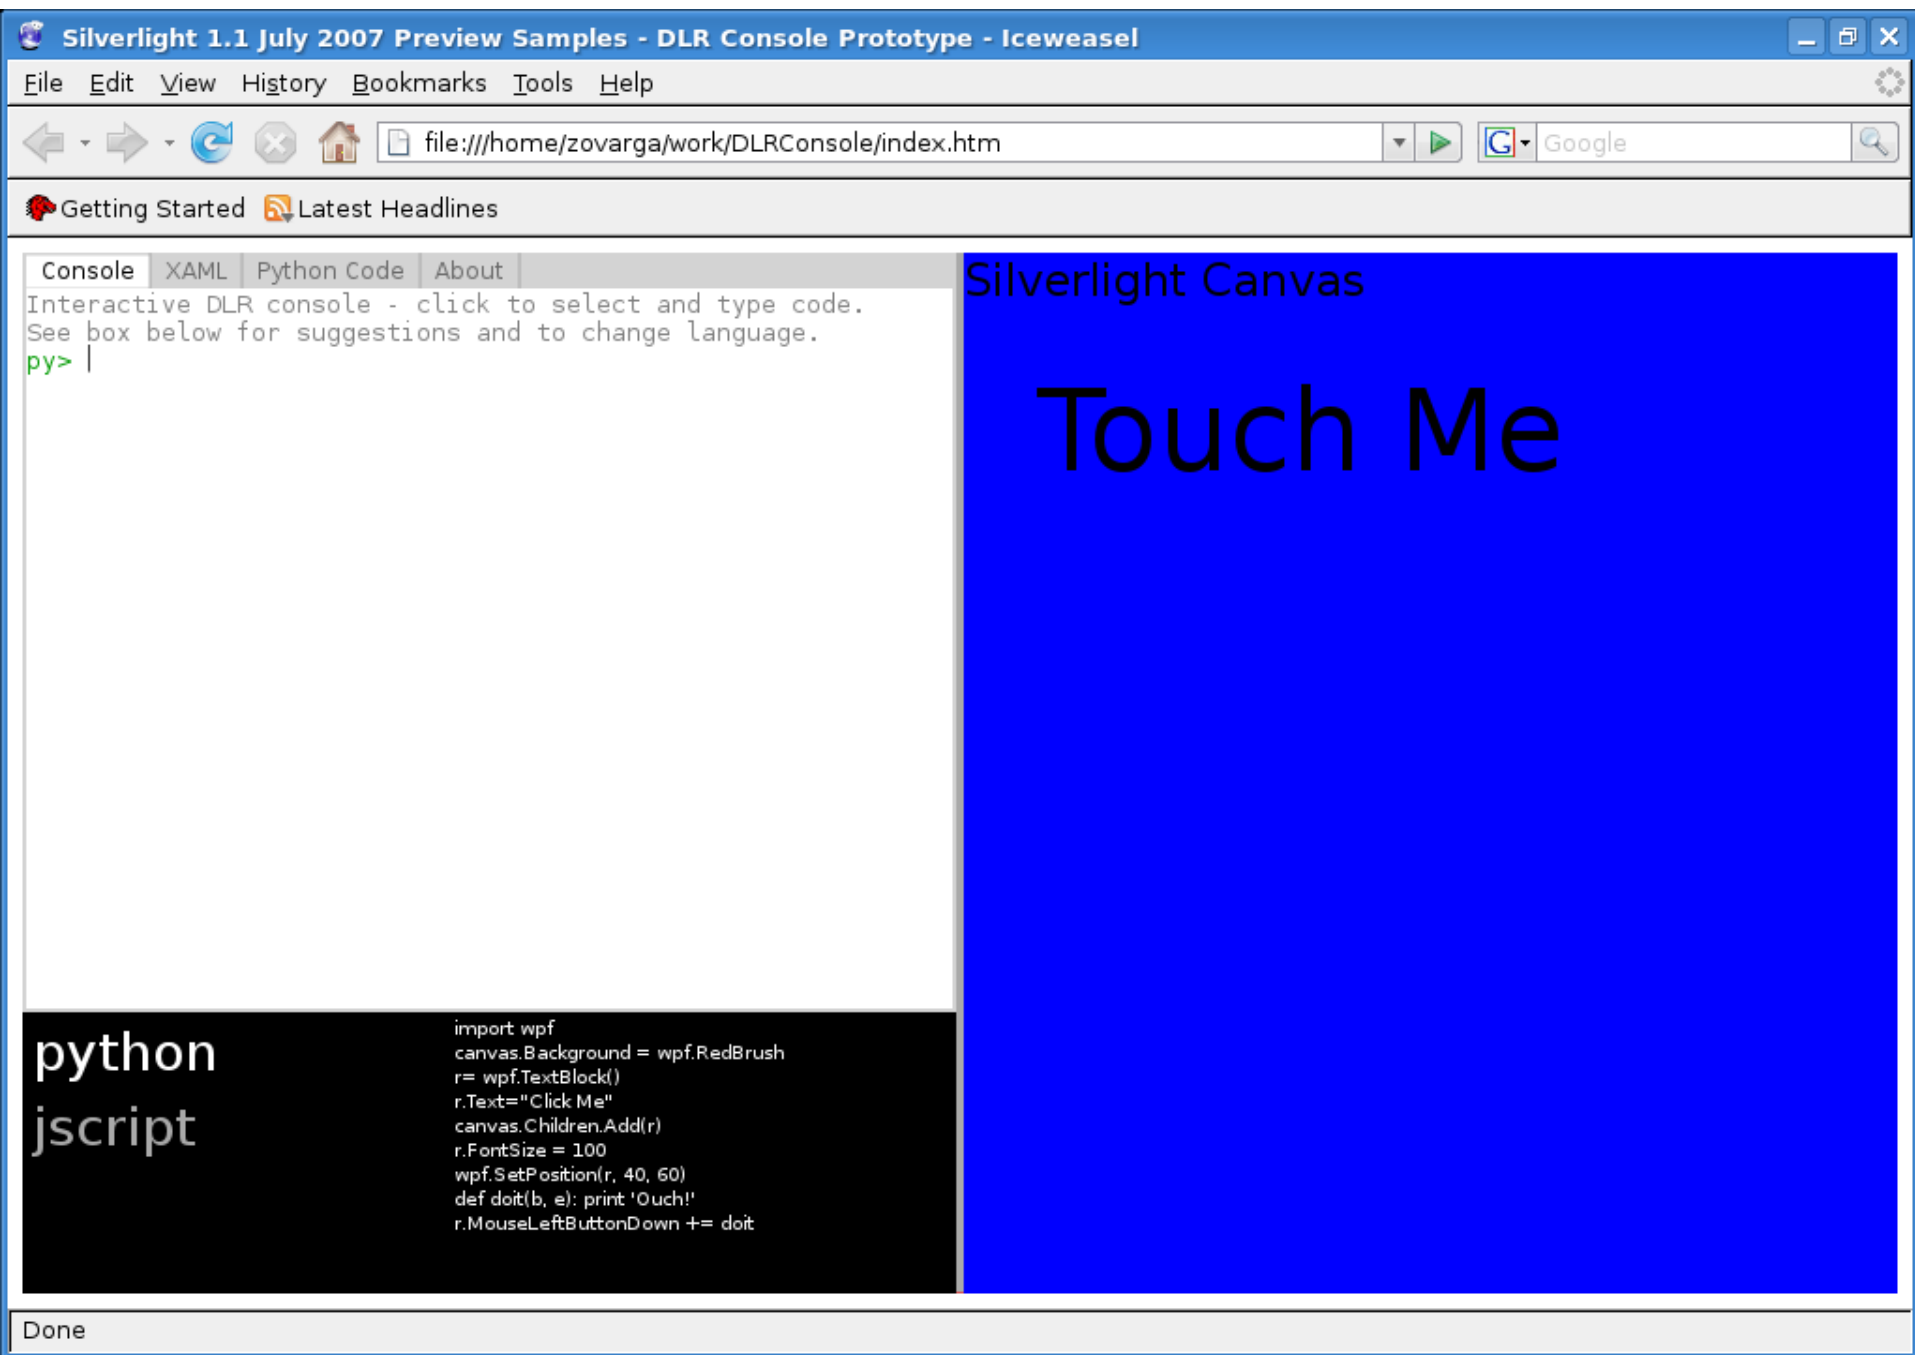 Silverlight 1.1 July 2007 Preview Samples - DLR Console Prototype - Iceweasel
File Edit View History Bookmarks Tools Help
file:///home/zovarga/work/DLRConsole/index.htm
G Google
Getting Started Latest Headlines
Console XAML Python Code About
Interactive DLR console - click to select and type code.
See box below for suggestions and to change language.
py>
Silverlight Canvas
Touch Me
python
jscript
import wpf
canvas.Background = wpf.RedBrush
r= wpf.TextBlock()
r.Text="Click Me"
canvas.Children.Add(r)
r.FontSize = 100
wpf.SetPosition(r, 40, 60)
def doit(b, e): print 'Ouch!'
r.MouseLeftButtonDown += doit
Done